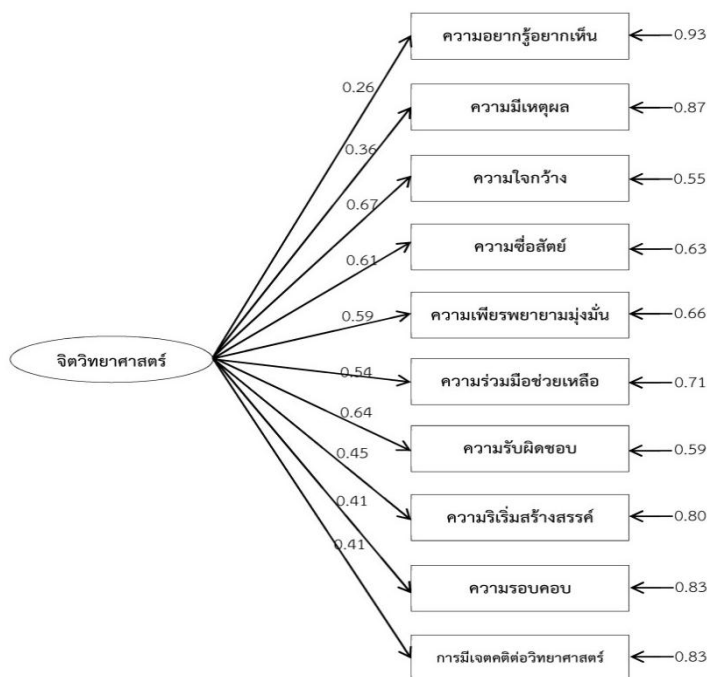 ความอยากรู้อยากเห็น
0.93
0.26
ความมีเหตุผล
0.87
0.36
ความใจกว้าง
0.55
0.67
ความซื่อสัตย์
0.63
0.61
ความเพียรพยายามมุ่งมั่น
0.66
0.59
จิตวิทยาศาสตร์
ความร่วมมือช่วยเหลือ
0.71
0.54
0.64
ความรับผิดชอบ
0.59
0.45
ความริเริ่มสร้างสรรค์
0.80
0.41
0.41
ความรอบคอบ
0.83
การมีเจตคติต่อวิทยาศาสตร์
0.83